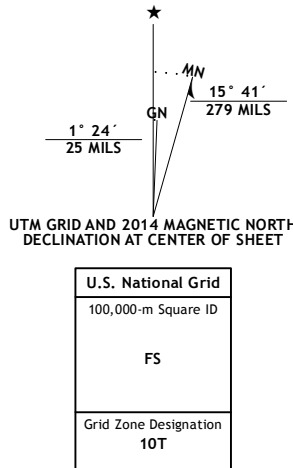 MN
GN
15° 41´
279 MILS
1° 24´
25 MILS
UTM GRID AND 2014 MAGNETIC NORTH
DECLINATION AT CENTER OF SHEET
U.S. National Grid
100,000-m Square ID
FS
Grid Zone Designation
10T